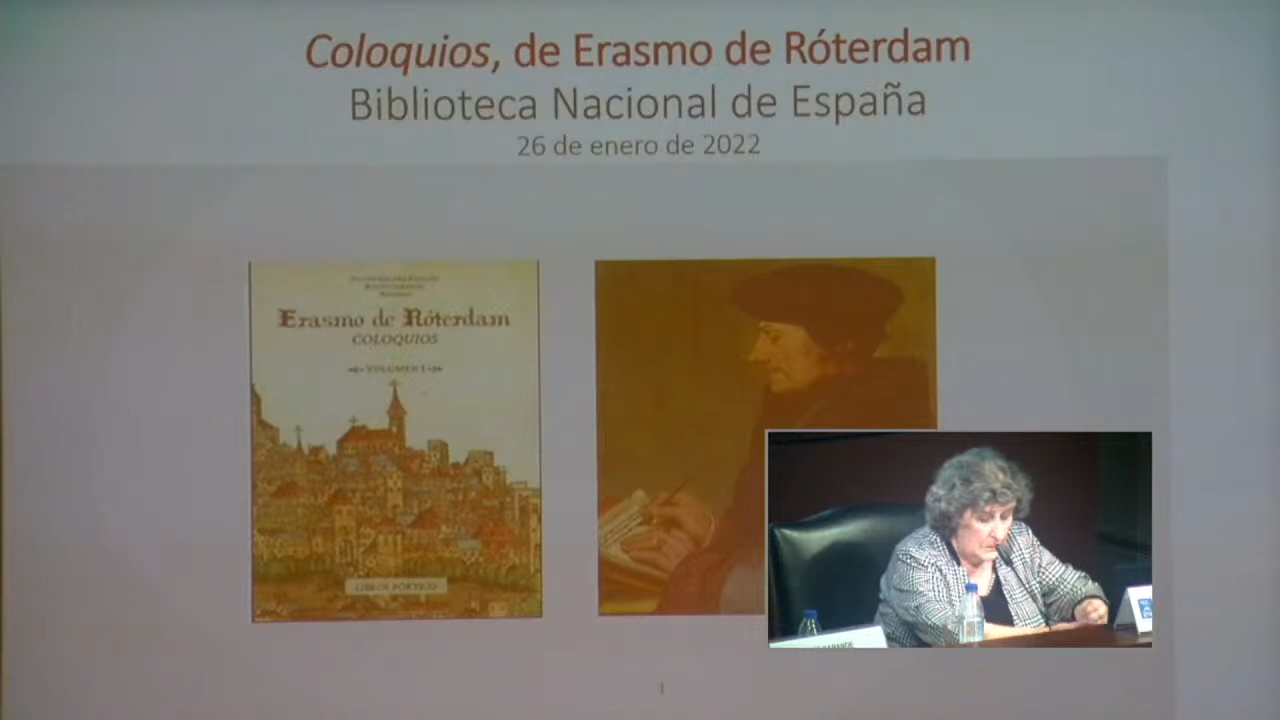 Coloquios, de Erasmo de Róterdam
Biblioteca Nacional de España
26 de enero de 2022
Erasmo de Róterdam
COLOQUIOS
VOLUMEN I
LIBROS PÓRTICO
1